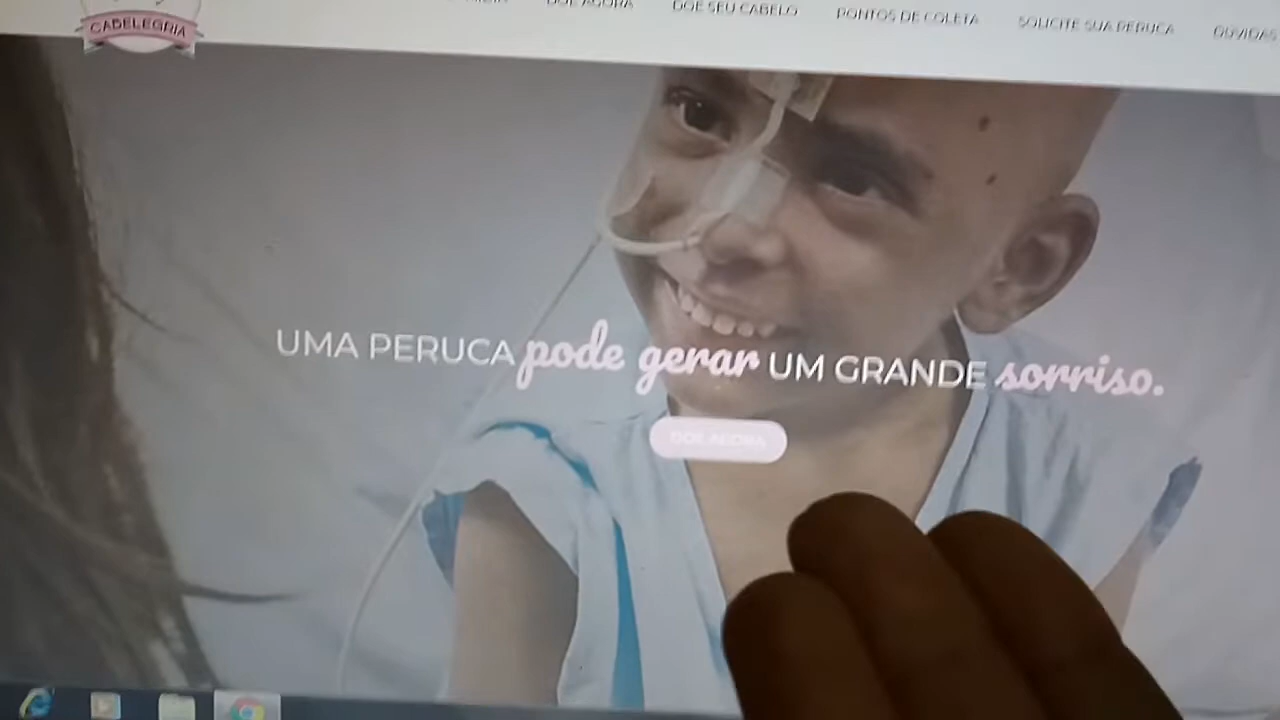 CABELEGRIA
DOE AGORA
DOE SEU CABELO
PONTOS DE COLETA
SOLICITE SUA PERUCA
DÚVIDAS
UMA PERUCA pode gerar UM GRANDE sorriso.
DOE AGORA